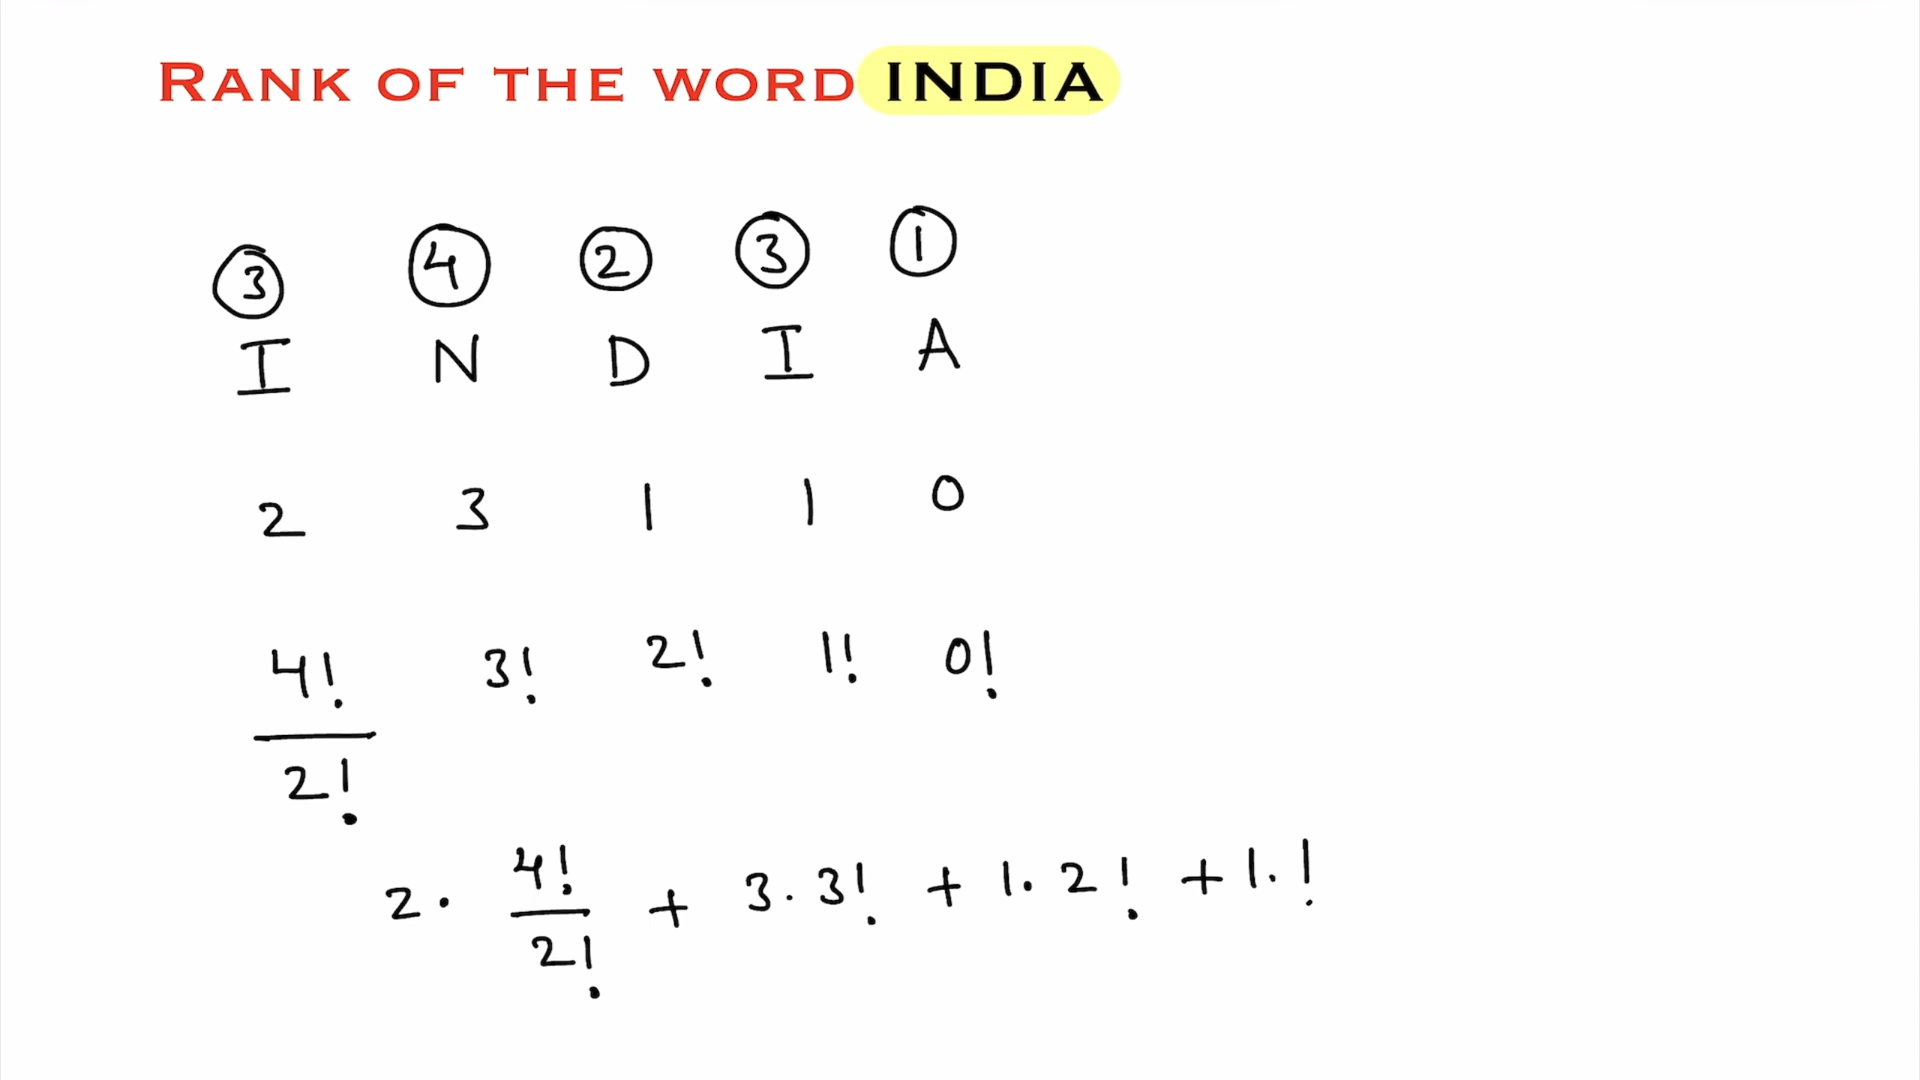 RANK OF THE WORD INDIA
3 4 2 3 1
I N D I A
2 3 1 1 0
4!/2! 3! 2! 1! 0!
2. 4!/2! + 3.3! + 1.2! + 1.!